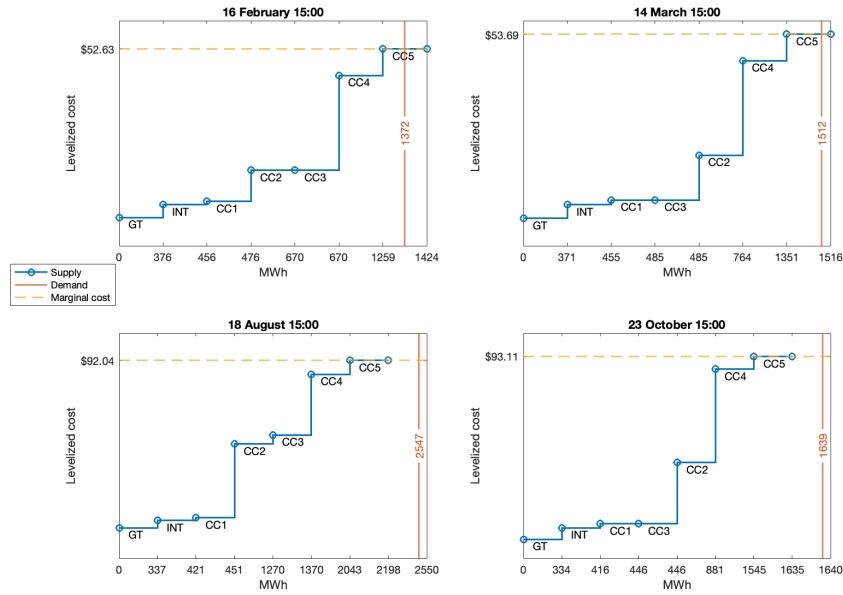 16 February 15:00
$52.63
Levelized cost
GT
INT
CC1
CC2
CC3
CC4
CC5
1372
0 376 456 476 670 670 1259 1424
MWh
14 March 15:00
$53.69
Levelized cost
GT
INT
CC1
CC3
CC2
CC4
CC5
1512
0 371 455 485 485 764 1351 1516
MWh
Supply
Demand
Marginal cost
18 August 15:00
$92.04
Levelized cost
GT
INT
CC1
CC2
CC3
CC4
CC5
2547
0 337 421 451 1270 1370 2043 2198 2550
MWh
23 October 15:00
$93.11
Levelized cost
GT
INT
CC1
CC3
CC2
CC4
CC5
1639
0 334 416 446 446 881 1545 1635 1640
MWh